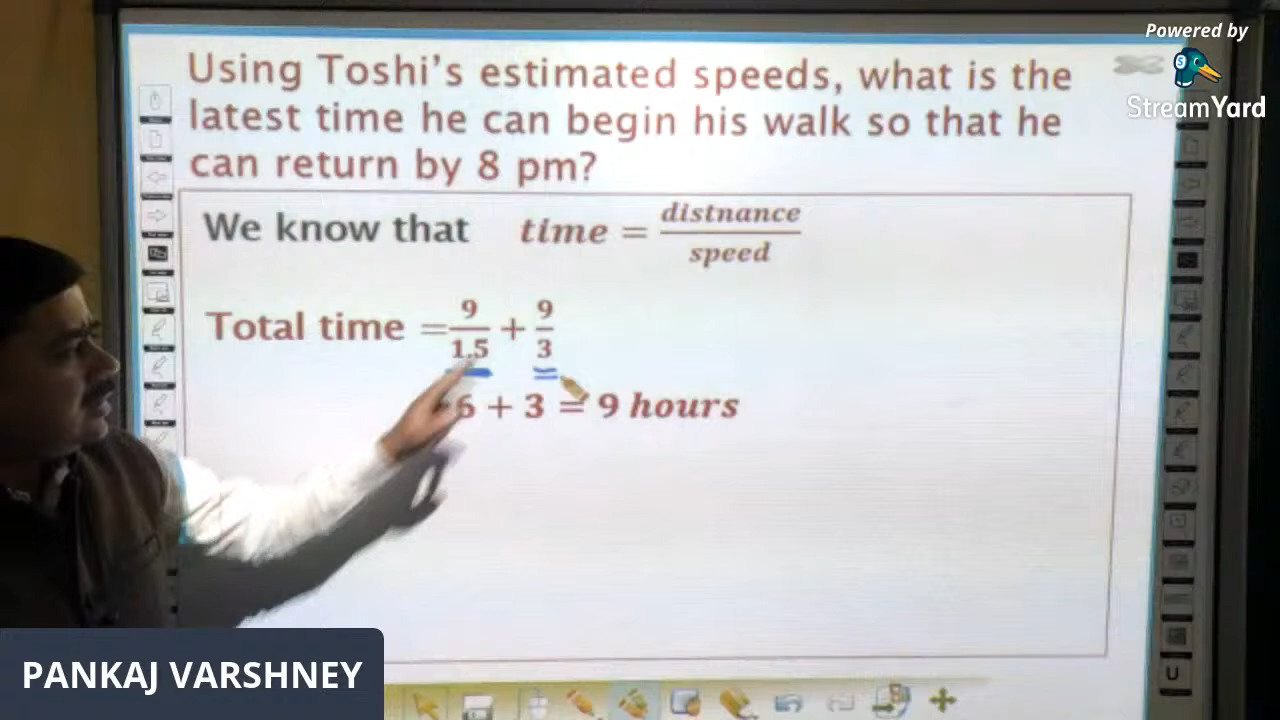 Powered by
StreamYard
Using Toshi's estimated speeds, what is the
latest time he can begin his walk so that he
can return by 8 pm?
We know that time = distnance / speed
Total time = 9/1.5 + 9/3
6 + 3 = 9 hours
PANKAJ VARSHNEY
U